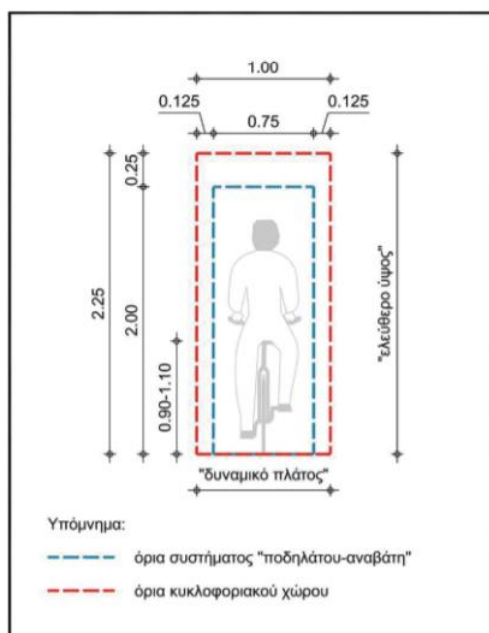 1.00
0.125
0.125
0.75
0.25
2.25
2.00
0.90-1.10
"ελεύθερο ύψος"
"δυναμικό πλάτος"
Υπόμνημα:
όρια συστήματος "ποδηλάτου-αναβάτη"
όρια κυκλοφοριακού χώρου